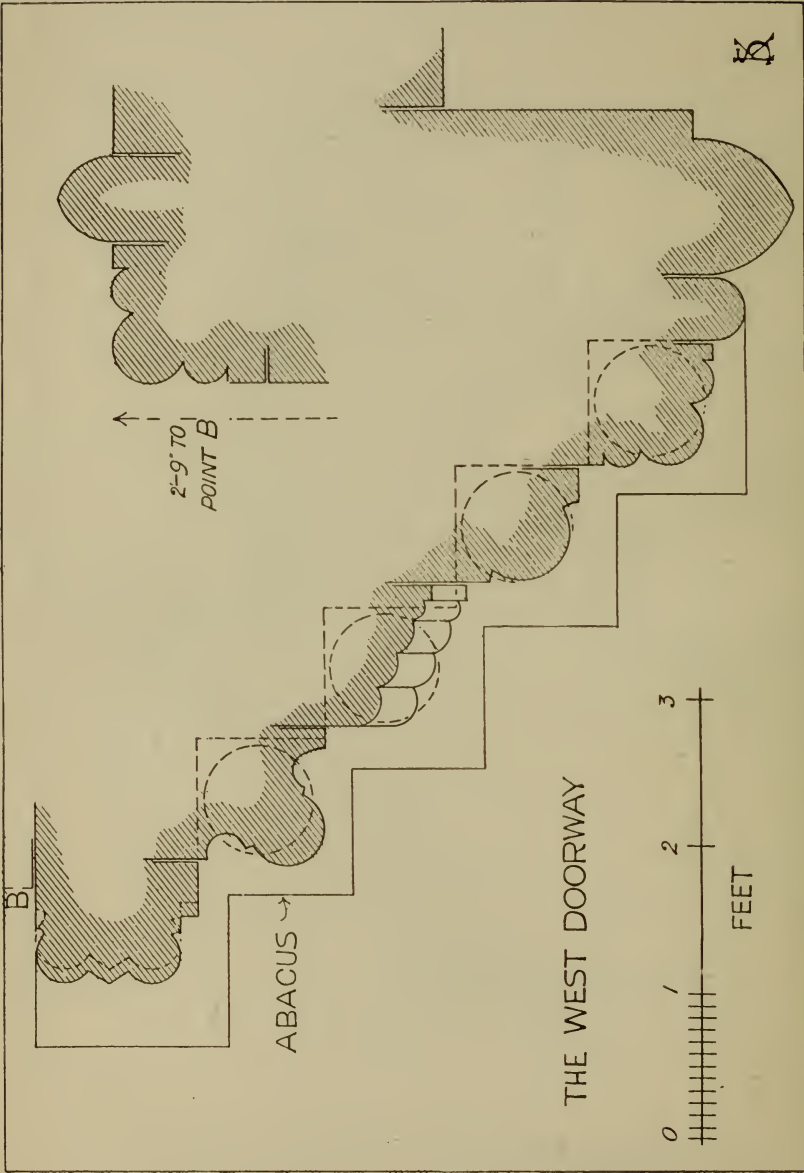 2'-9" TO
POINT B
B
ABACUS
THE WEST DOORWAY
0 1 2 3
FEET